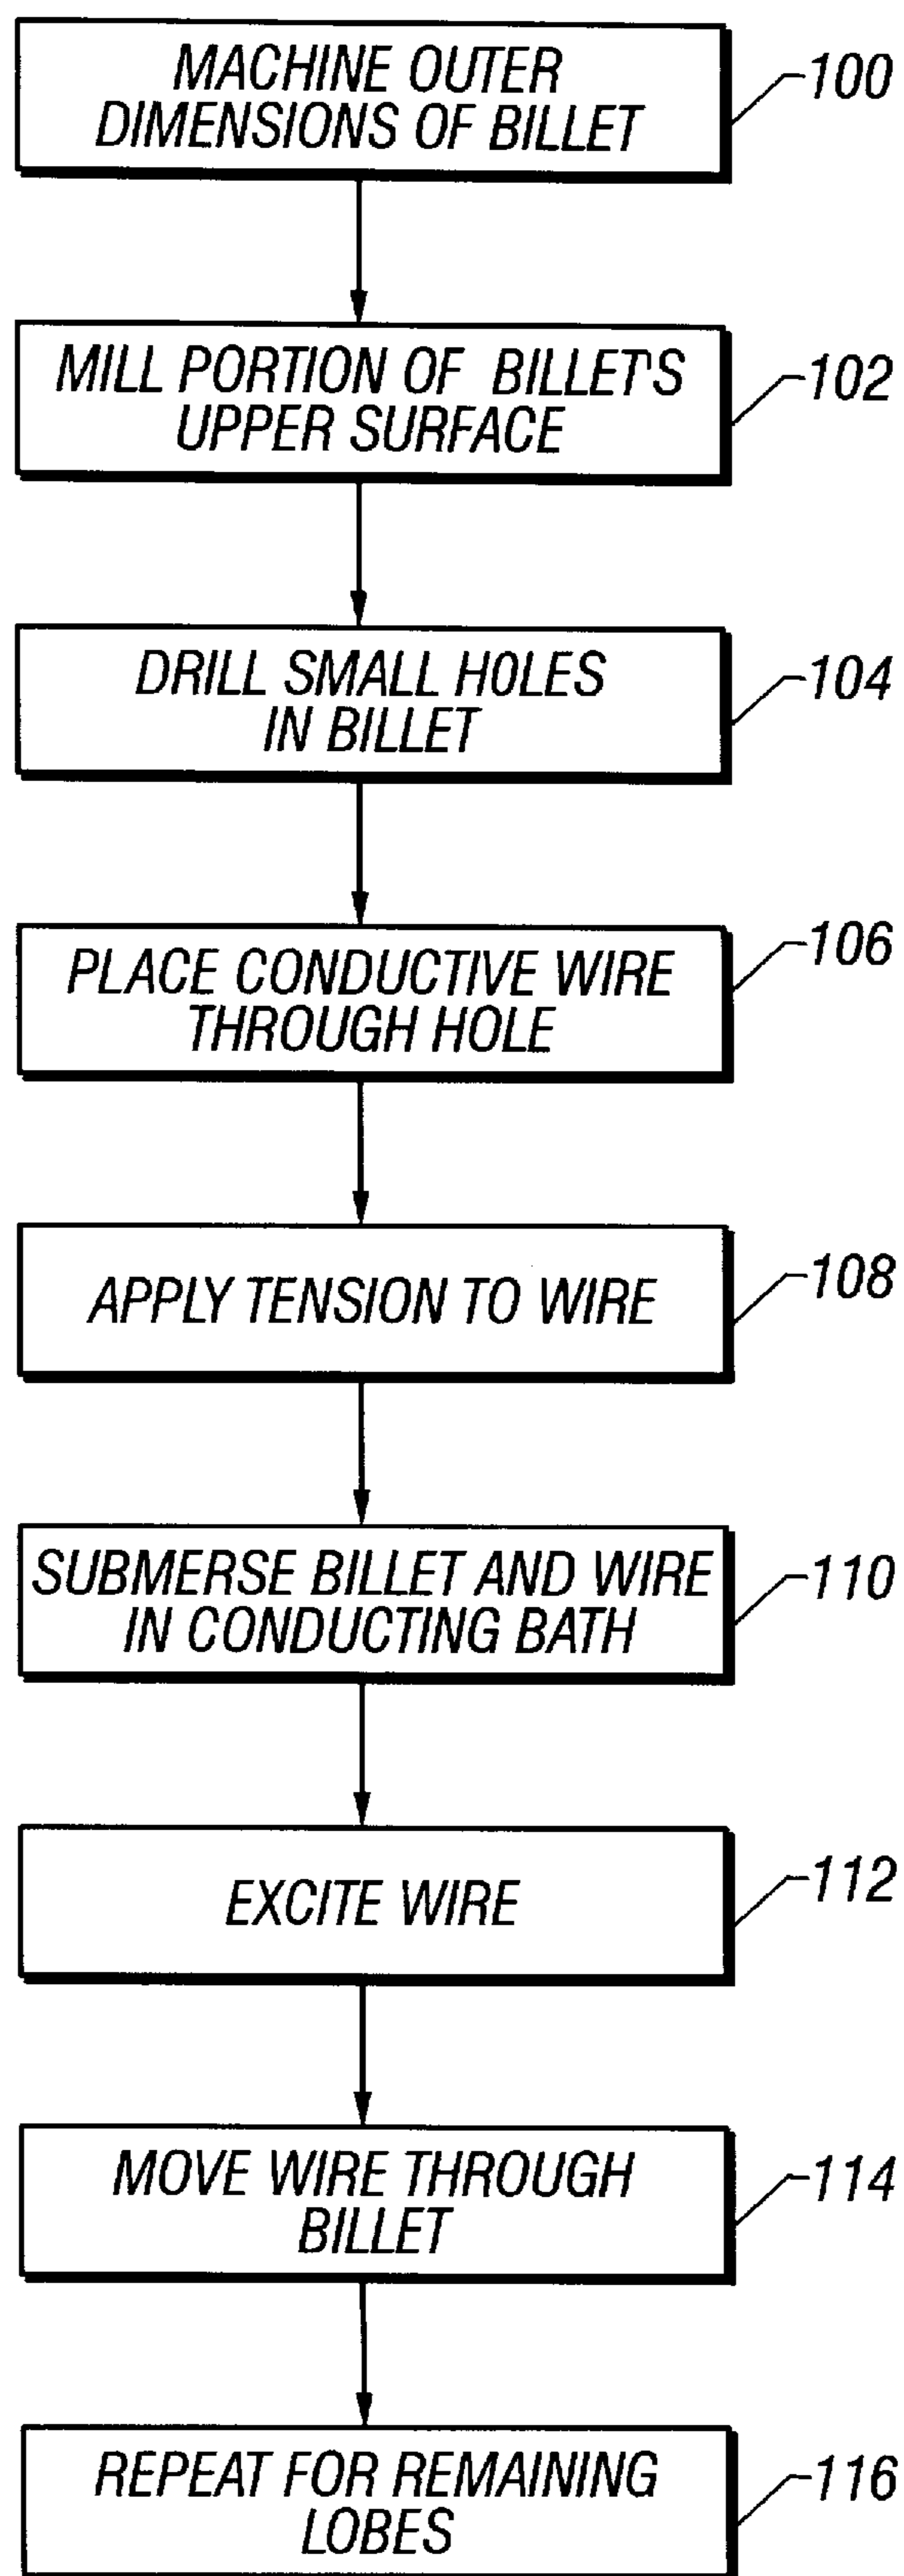 MACHINE OUTER
DIMENSIONS OF BILLET
100
MILL PORTION OF BILLET'S
UPPER SURFACE
102
DRILL SMALL HOLES
IN BILLET
104
PLACE CONDUCTIVE WIRE
THROUGH HOLE
106
APPLY TENSION TO WIRE
108
SUBMERSE BILLET AND WIRE
IN CONDUCTING BATH
110
EXCITE WIRE
112
MOVE WIRE THROUGH
BILLET
114
REPEAT FOR REMAINING
LOBES
116